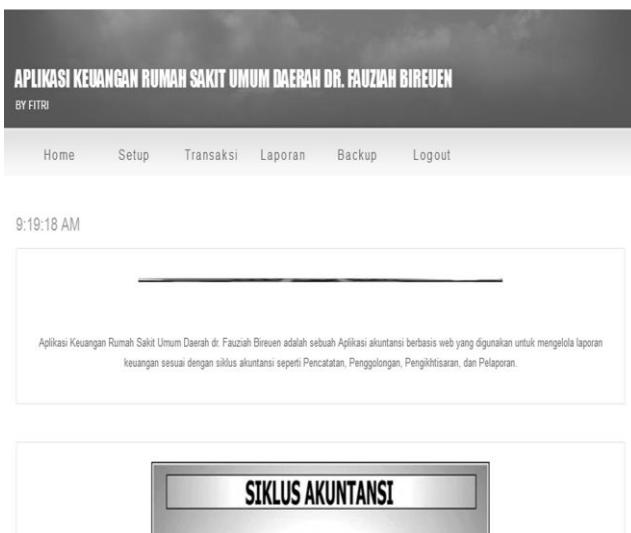 APLIKASI KEUANGAN RUMAH SAKIT UMUM DAERAH DR. FAUZIAH BIREUEN
BY FITRI
Home Setup Transaksi Laporan Backup Logout
9:19:18 AM
Aplikasi Keuangan Rumah Sakit Umum Daerah dr. Fauziah Bireuen adalah sebuah Aplikasi akuntansi berbasis web yang digunakan untuk mengelola laporan
keuangan sesuai dengan siklus akuntansi seperti Pencatatan, Penggolongan, Pengikhtisaran, dan Pelaporan.
SIKLUS AKUNTANSI